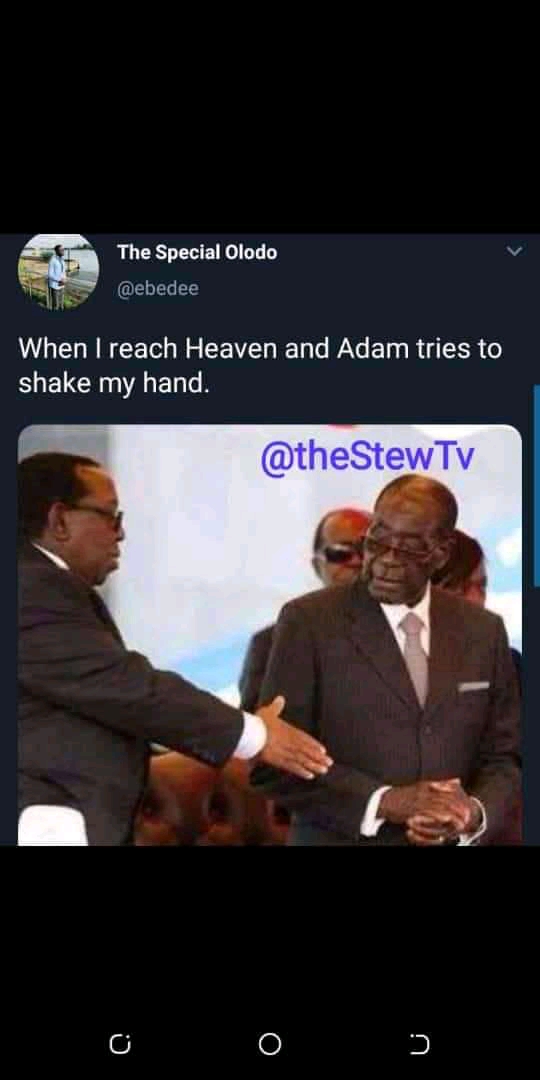 The Special Olodo
@ebedee
When I reach Heaven and Adam tries to
shake my hand.
@theStewTv